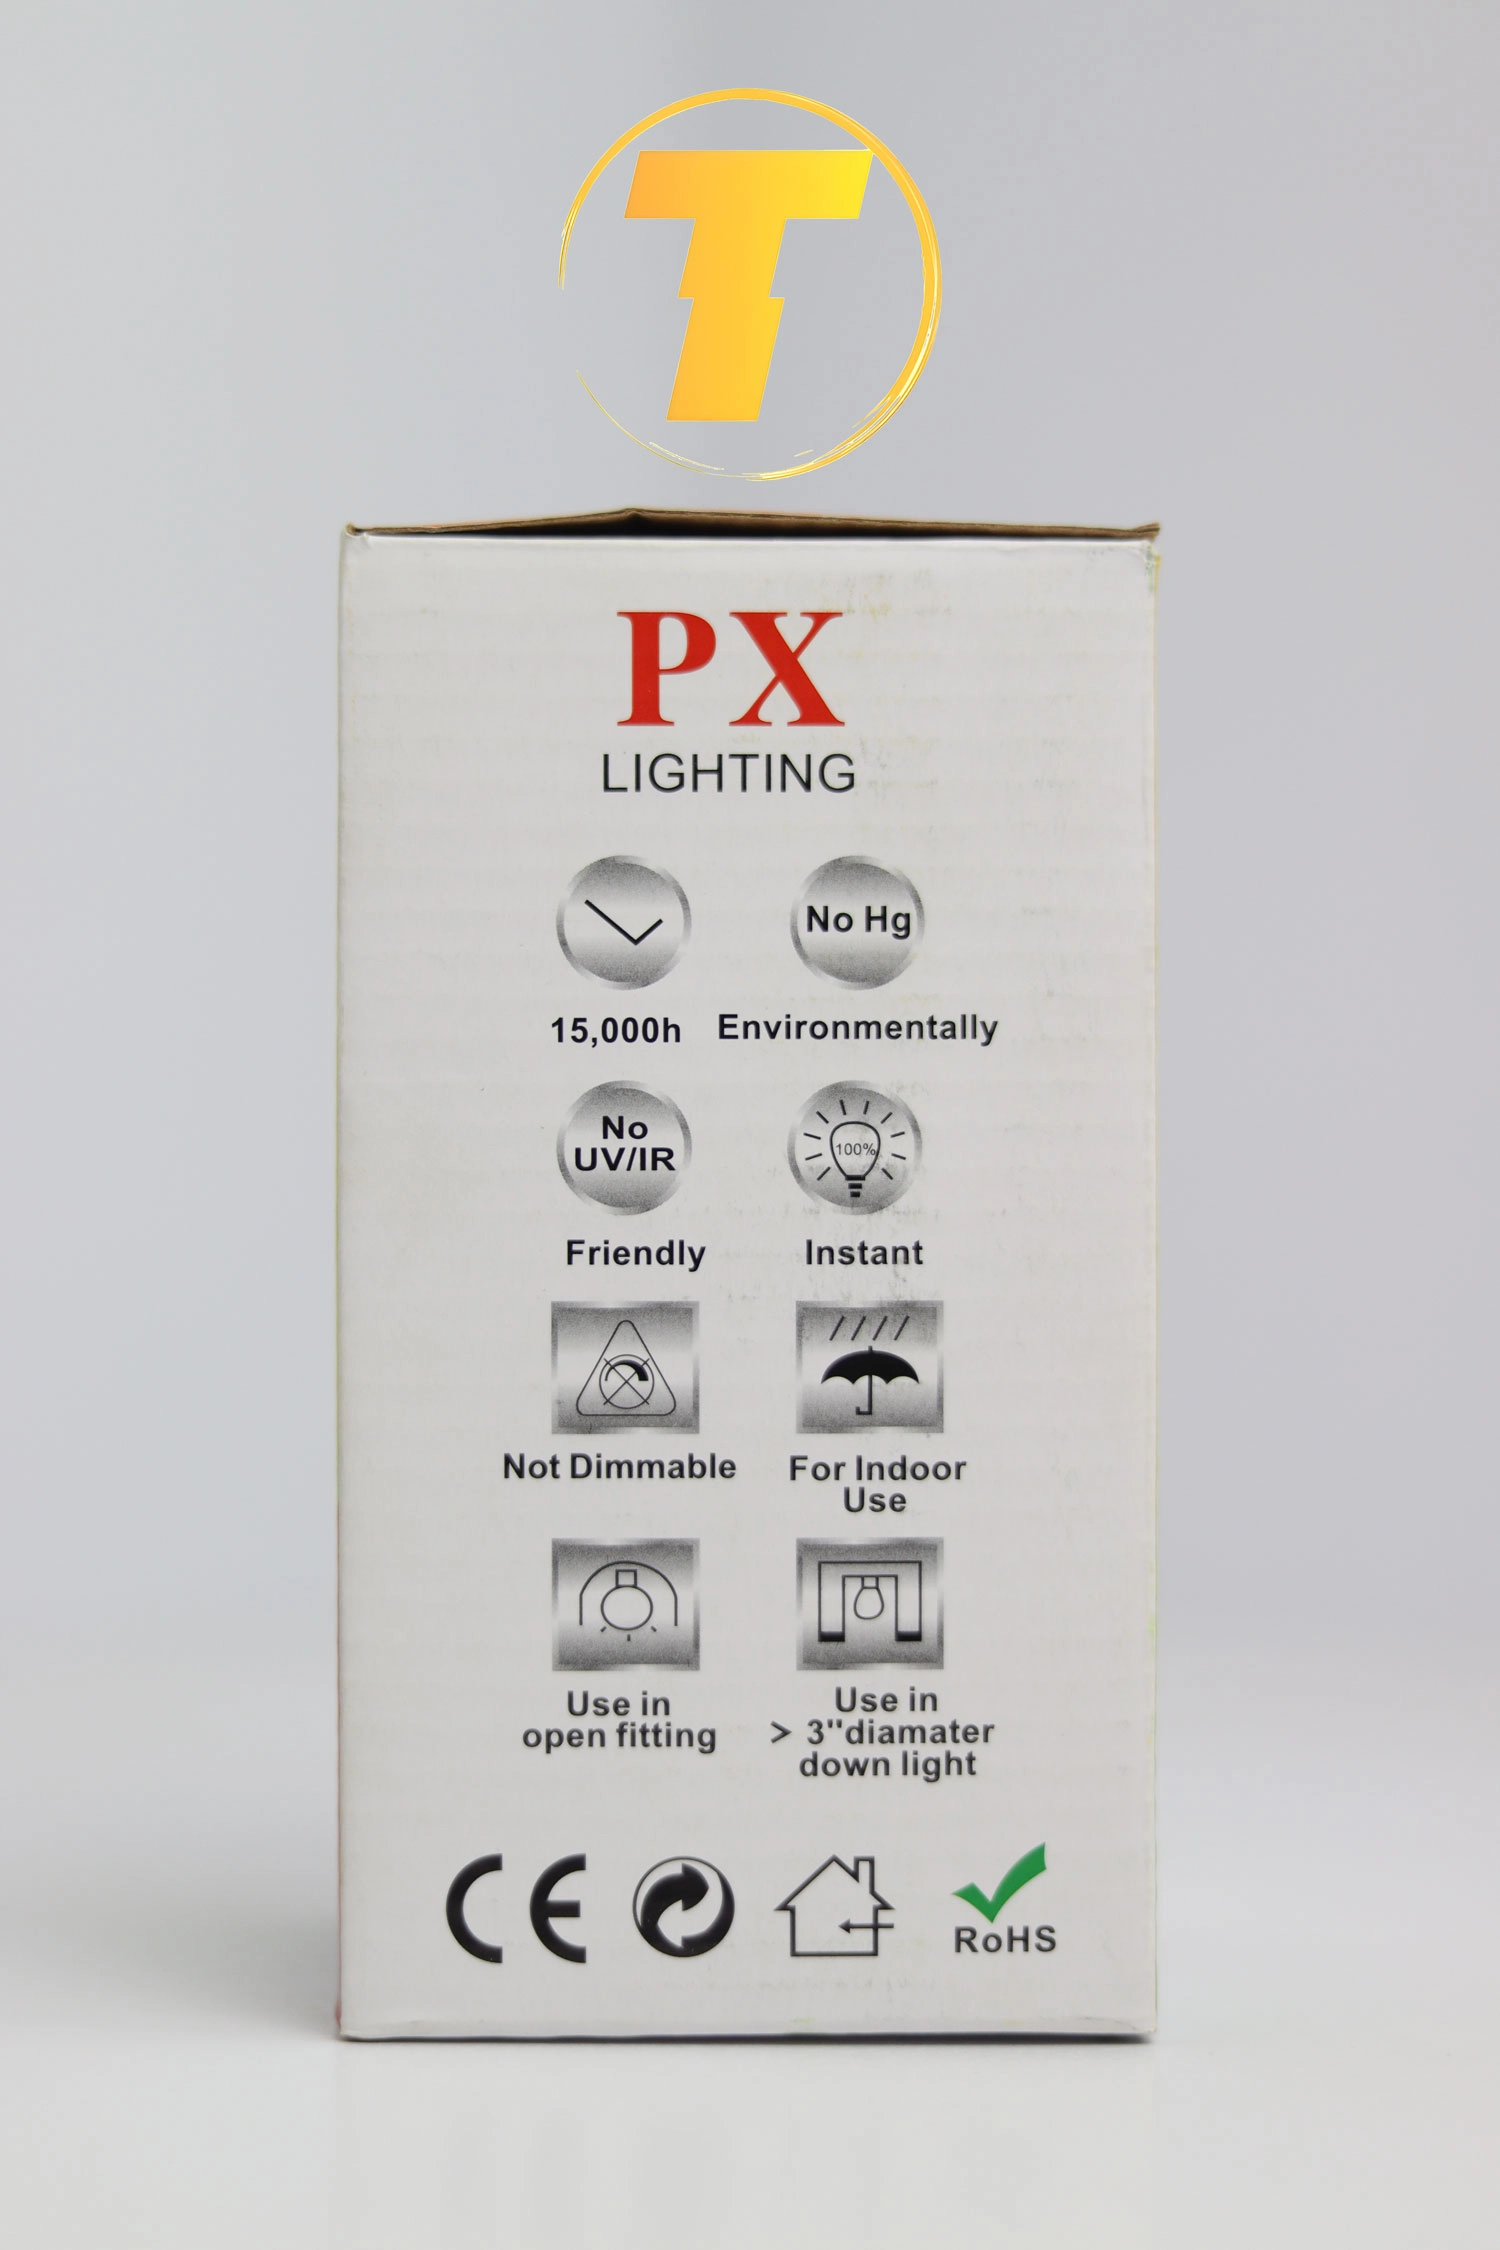 T
PX
LIGHTING
No Hg
15,000h
Environmentally
No
UV/IR
100%
Friendly
Instant
Not Dimmable
For Indoor
Use
Use in
open fitting
Use in
> 3"diamater
down light
CE
RoHS